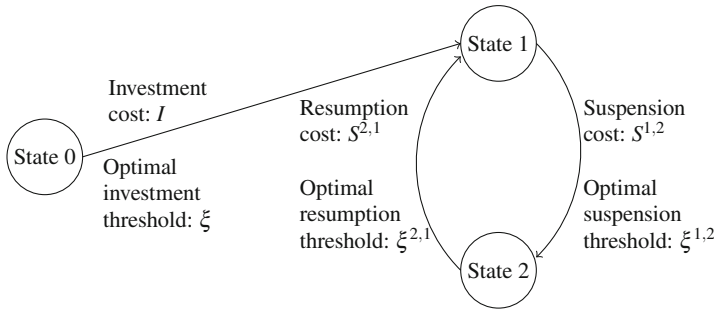 State 1
Investment
cost: I
Resumption
cost: S^{2,1}
Suspension
cost: S^{1,2}
State 0
Optimal
investment
threshold: ξ
Optimal
resumption
threshold: ξ^{2,1}
Optimal
suspension
threshold: ξ^{1,2}
State 2